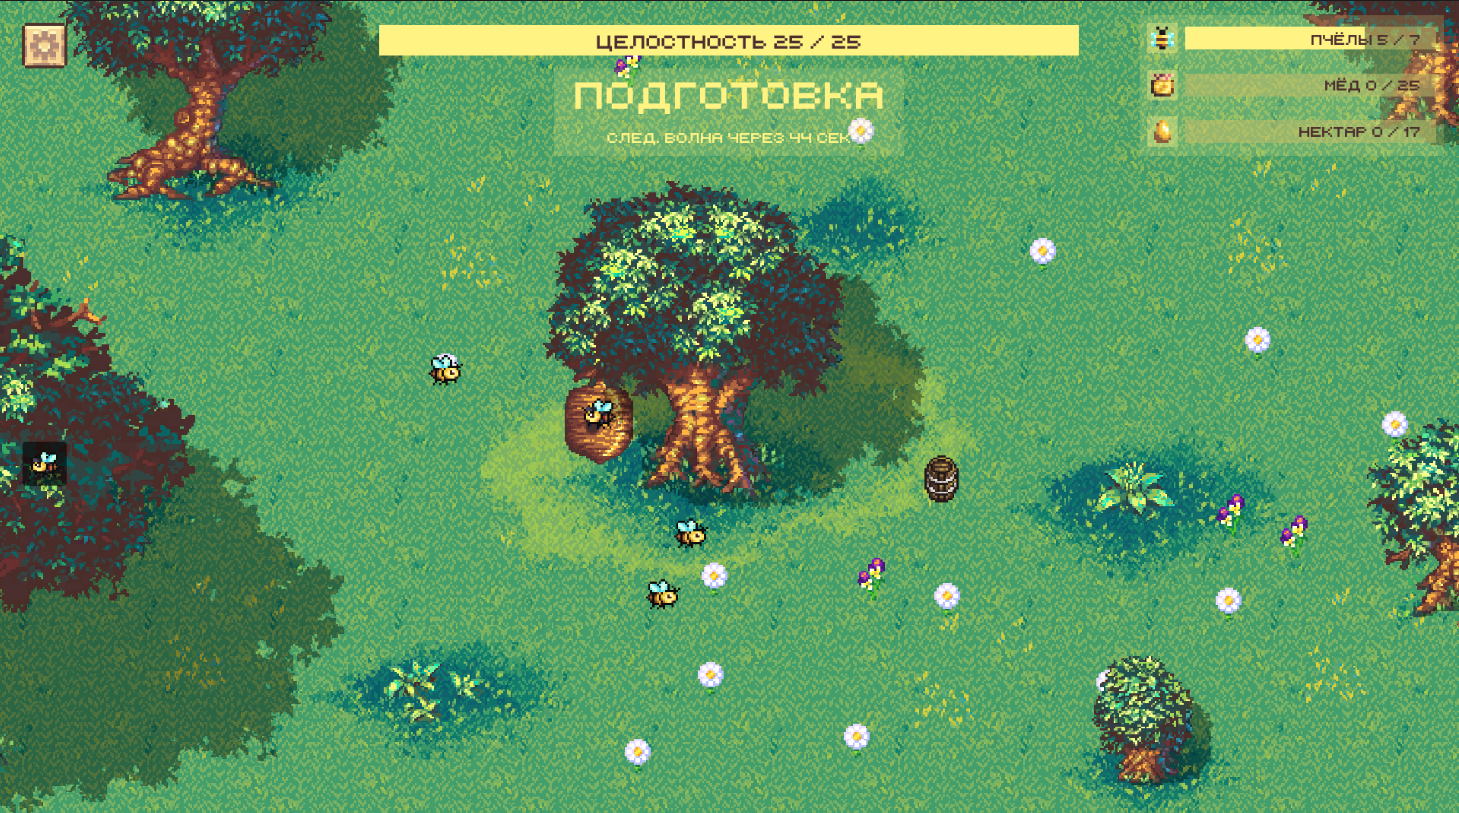 ЦЕЛОСТНОСТЬ 25 / 25
ПОДГОТОВКА
СЛЕД. ВОЛНА ЧЕРЕЗ 44 СЕК
ПЧЁЛЫ 5 / 7
МЁД 0 / 25
НЕКТАР 0 / 17